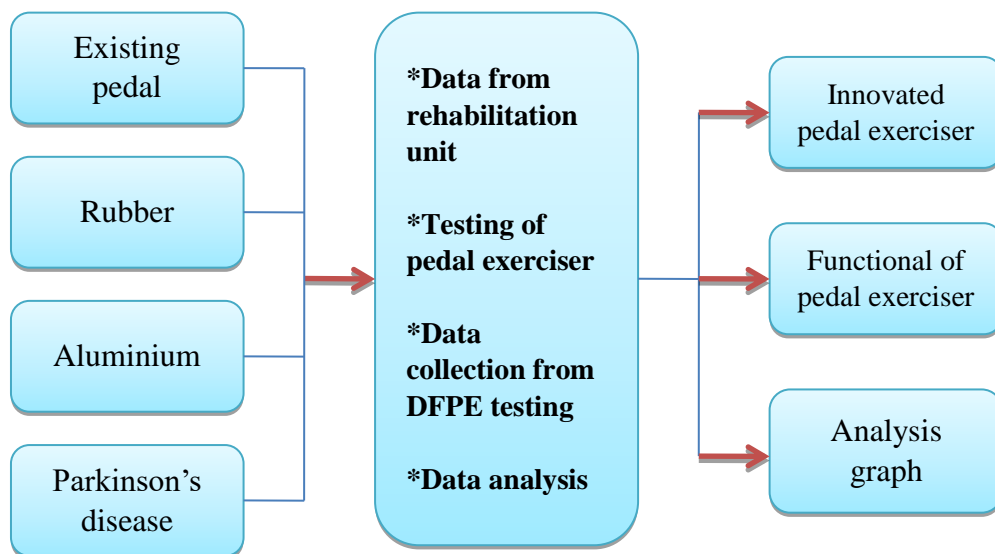 Existing
pedal
Rubber
Aluminium
Parkinson’s
disease
*Data from
rehabilitation
unit
*Testing of
pedal exerciser
*Data
collection from
DFPE testing
*Data analysis
Innovated
pedal exerciser
Functional of
pedal exerciser
Analysis
graph